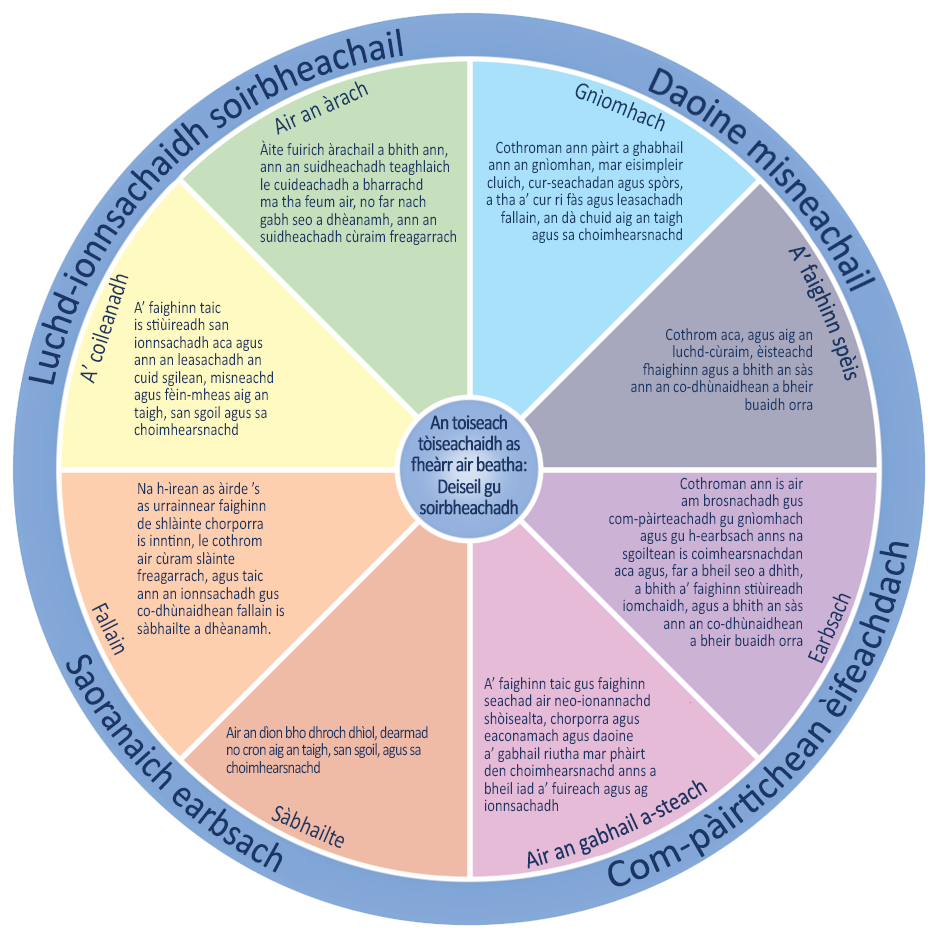 Luchd-ionnsachaidh soirbheachail
Daoine misneachail
Com-pàirtichean èifeachdach
Saoranaich earbsach
An toiseach
tòiseachaidh as
fheàrr air beatha:
Deiseil gu
soirbheachadh
Air an àrach
Àite fuirich àrachail a bhith ann,
ann an suidheachadh teaghlaich
le cuideachadh a bharrachd
ma tha feum air, no far nach
gabh seo a dhèanamh, ann an
suidheachadh cùraim freagarrach
Gnìomhach
Cothroman ann pàirt a ghabhail
ann an gnìomhan, mar eisimpleir
cluich, cur-seachadan agus spòrs,
a tha a’ cur ri fàs agus leasachadh
fallain, an dà chuid aig an taigh
agus sa choimhearsnachd
A’ faighinn spèis
Cothrom aca, agus aig an
luchd-cùraim, èisteachd
fhaighinn agus a bhith an sàs
ann an co-dhùnaidhean a bheir
buaidh orra
Earbsach
Cothroman ann is air
am brosnachadh gus
com-pàirteachadh gu gnìomhach
agus gu h-earbsach anns na
sgoiltean is coimhearsnachdan
aca agus, far a bheil seo a dhìth,
a bhith a’ faighinn stiùireadh
iomchaidh, agus a bhith an sàs
ann an co-dhùnaidhean
a bheir buaidh orra
Air an gabhail a-steach
A’ faighinn taic gus faighinn
seachad air neo-ionannachd
shòisealta, chorporra agus
eaconamach agus daoine
a’ gabhail riutha mar phàirt
den choimhearsnachd anns a
bheil iad a’ fuireach agus ag
ionnsachadh
Sàbhailte
Air an dìon bho dhroch dhìol, dearmad
no cron aig an taigh, san sgoil, agus sa
choimhearsnachd
Fallain
Na h-ìrean as àirde ’s
as urrainnear faighinn
de shlàinte chorporra
is inntinn, le cothrom
air cùram slàinte
freagarrach, agus taic
ann an ionnsachadh gus
co-dhùnaidhean fallain is
sàbhailte a dhèanamh.
A’ coileanadh
A’ faighinn taic
is stiùireadh san
ionnsachadh aca agus
ann an leasachadh an
cuid sgilean, misneachd
agus fèin-mheas aig an
taigh, san sgoil agus sa
choimhearsnachd